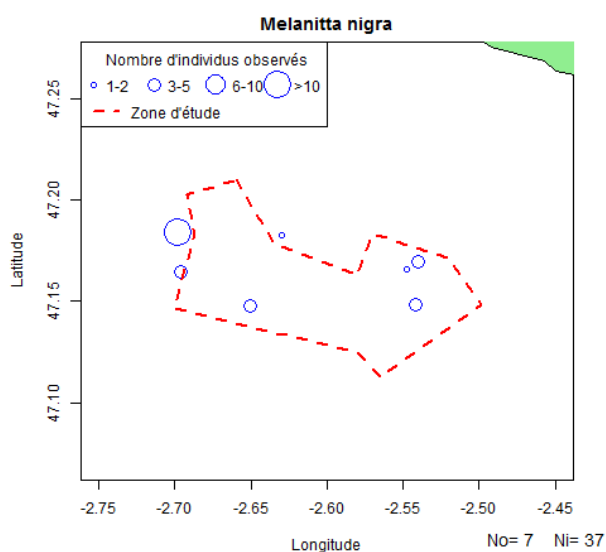 Melanitta nigra
Nombre d'individus observés
1-2 3-5 6-10 >10
Zone d'étude
47.25
47.20
47.15
47.10
Latitude
-2.75 -2.70 -2.65 -2.60 -2.55 -2.50 -2.45
Longitude
No= 7 Ni= 37